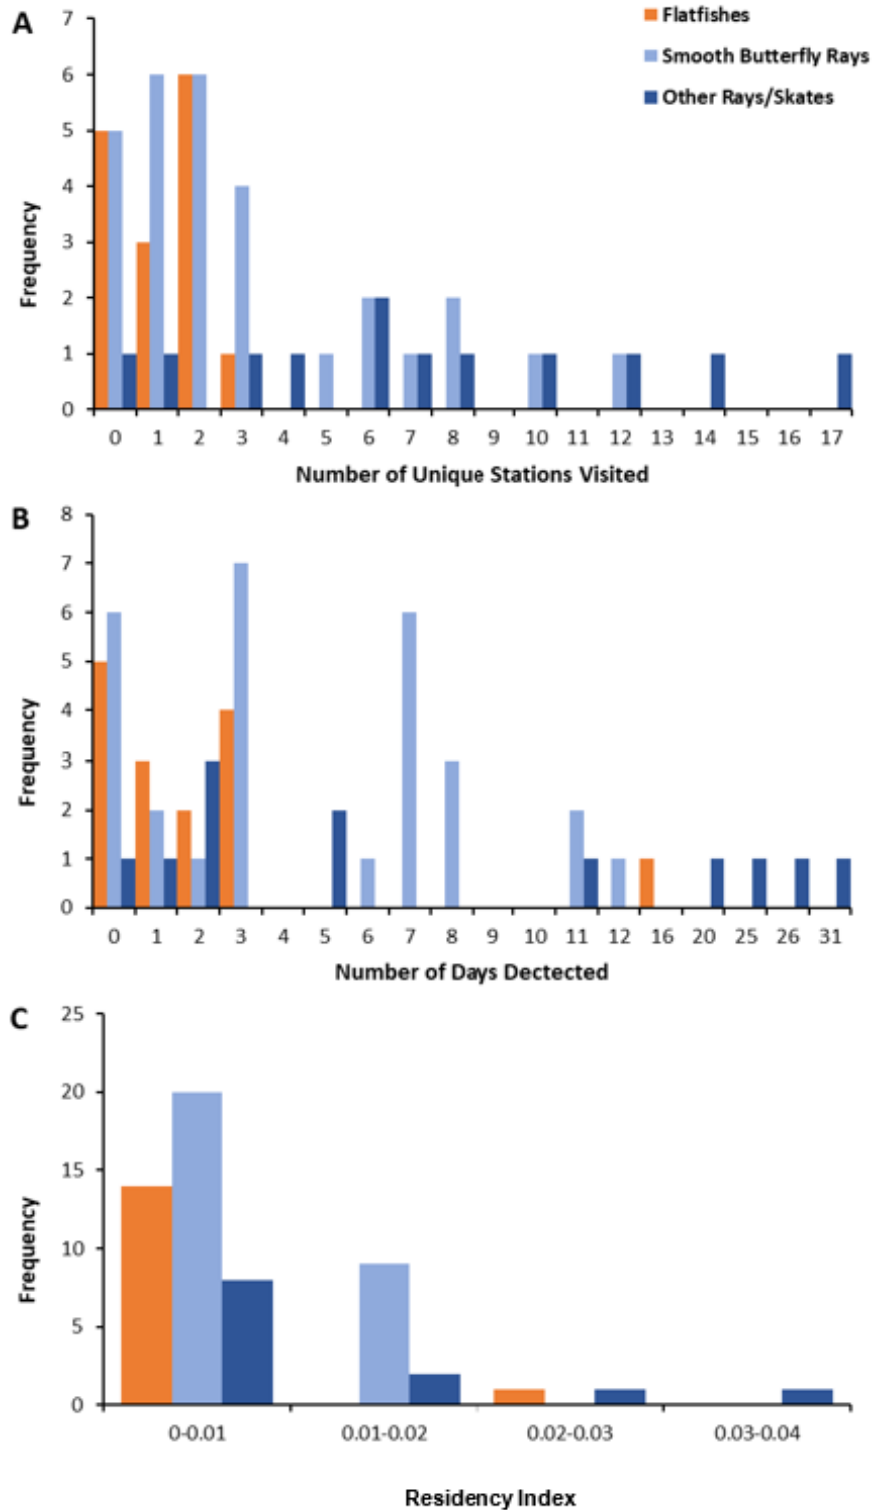 A
7
6
5
4
3
2
1
0
Frequency
Flatfishes
Smooth Butterfly Rays
Other Rays/Skates
0 1 2 3 4 5 6 7 8 9 10 11 12 13 14 15 16 17
Number of Unique Stations Visited
B
8
7
6
5
4
3
2
1
0
Frequency
0 1 2 3 4 5 6 7 8 9 10 11 12 16 20 25 26 31
Number of Days Dectected
C
25
20
15
10
5
0
Frequency
0-0.01 0.01-0.02 0.02-0.03 0.03-0.04
Residency Index